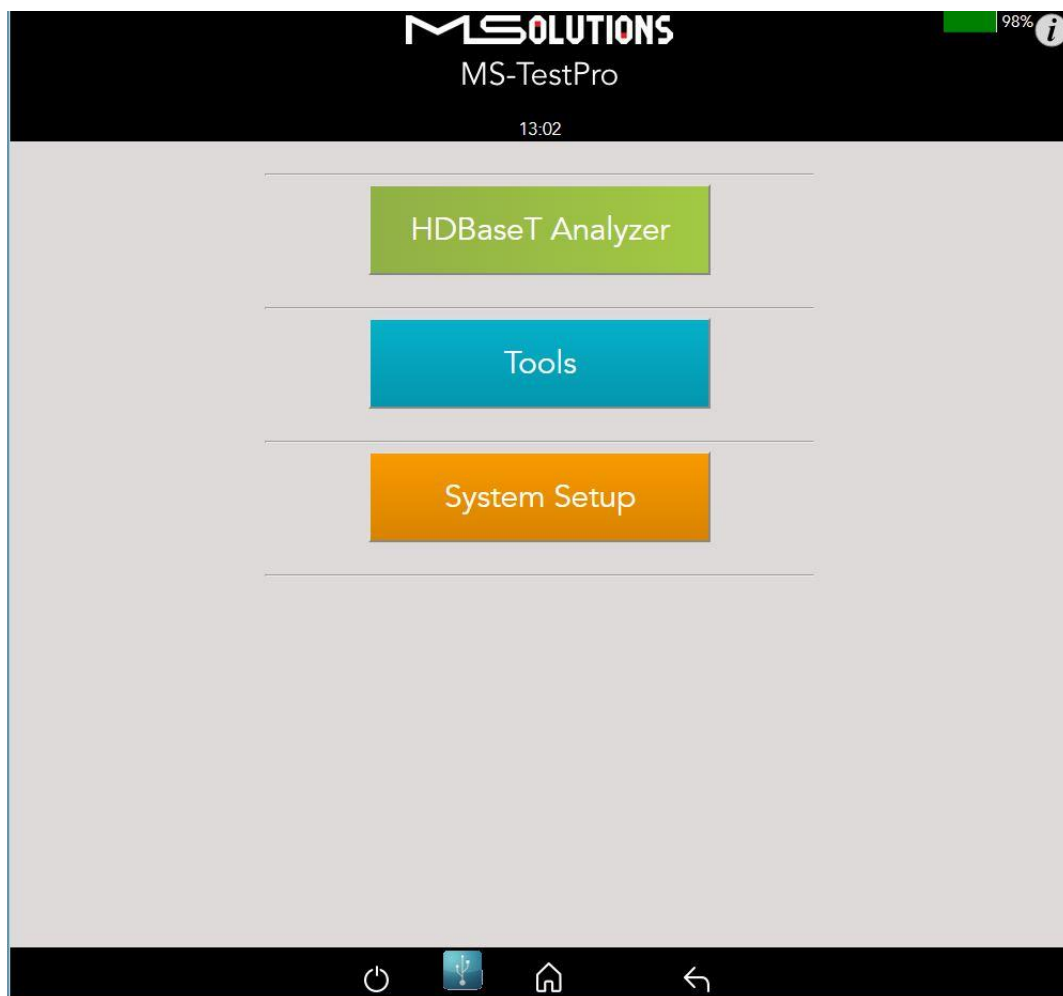 MSOLUTIONS
98%
i
MS-TestPro
13:02
HDBaseT Analyzer
Tools
System Setup